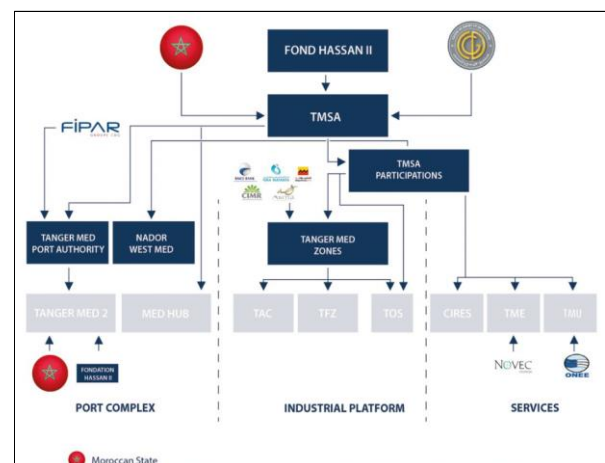 FOND HASSAN II
TMSA
FIPAR
TMSA
PARTICIPATIONS
CIMR
TANGER MED
PORT AUTHORITY
NADOR
WEST MED
TANGER MED
ZONES
TANGER MED 2
MED HUB
TAC
TFZ
TOS
CIRES
TME
TMU
FONDATION
HASSAN II
NOVEC
ONEE
PORT COMPLEX
INDUSTRIAL PLATFORM
SERVICES
Moroccan State